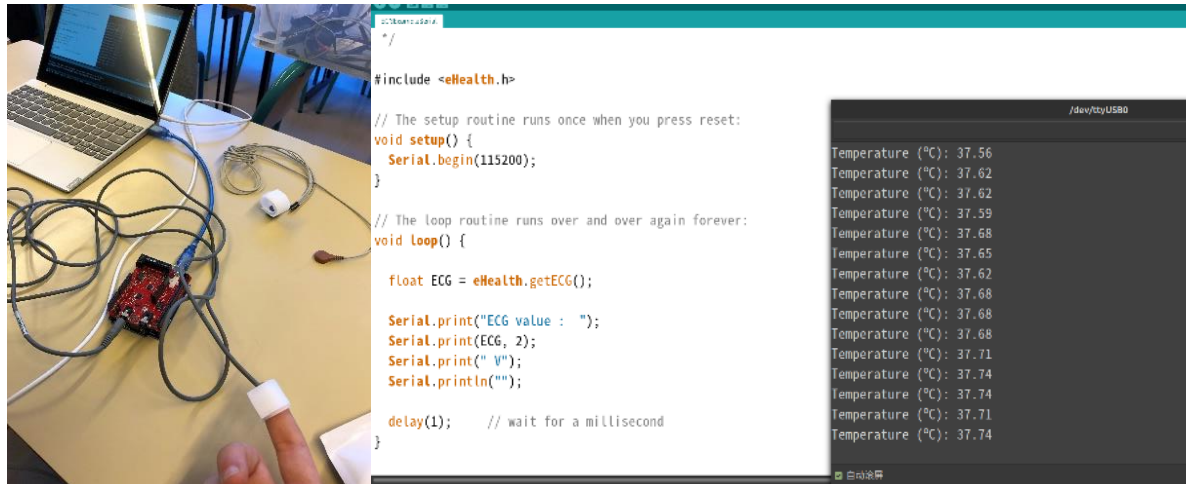 */
#include <eHealth.h>
// The setup routine runs once when you press reset:
void setup() {
Serial.begin(115200);
}
// The loop routine runs over and over again forever:
void loop() {
float ECG = eHealth.getECG();
Serial.print("ECG value :  ");
Serial.print(ECG, 2);
Serial.print(" V");
Serial.println("");
delay(1);     // wait for a millisecond
}
/dev/ttyUSB0
Temperature (ºC): 37.56
Temperature (ºC): 37.62
Temperature (ºC): 37.62
Temperature (ºC): 37.59
Temperature (ºC): 37.68
Temperature (ºC): 37.65
Temperature (ºC): 37.62
Temperature (ºC): 37.68
Temperature (ºC): 37.68
Temperature (ºC): 37.68
Temperature (ºC): 37.71
Temperature (ºC): 37.74
Temperature (ºC): 37.74
Temperature (ºC): 37.71
Temperature (ºC): 37.74
自动滚屏